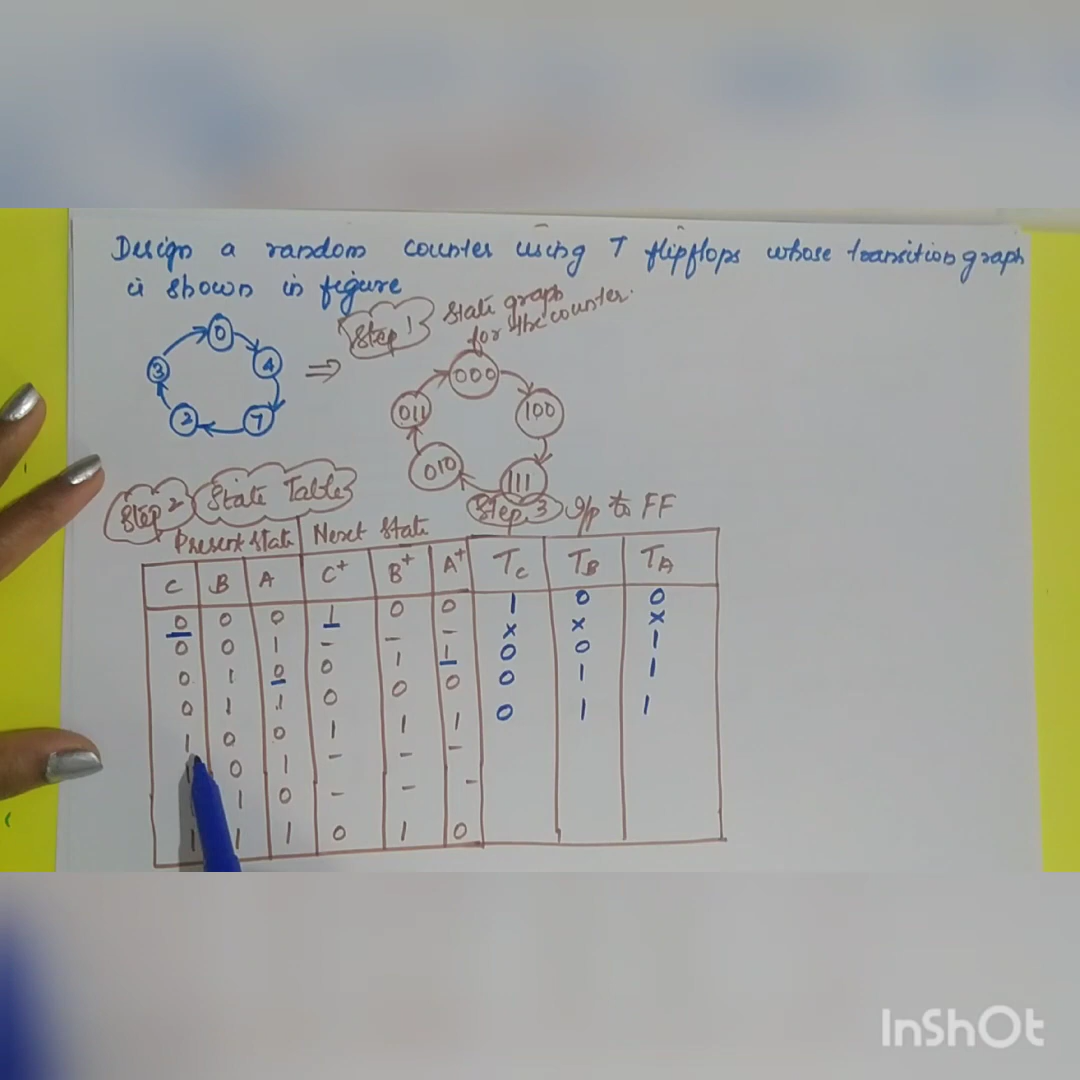 Design a random counter using T flipflops whose transition graph
is shown in figure
Step 1 State graph
for the counter.
0
3 4
2 7
⇒
000
011 100
010 111
Step 2 State Table Step 3 I/p to FF
Present state Next state
C B A C+ B+ A+ TC TB TA
0 0 0 1 0 0 1 0 0
0 0 1 - - - x x x
0 1 0 0 1 1 0 0 1
0 1 1 0 0 0 0 1 1
1 0 0 1 1 1 0 1 1
1 0 1 - - -
1 0 - - -
1 1 1 0 1 0
InShOt